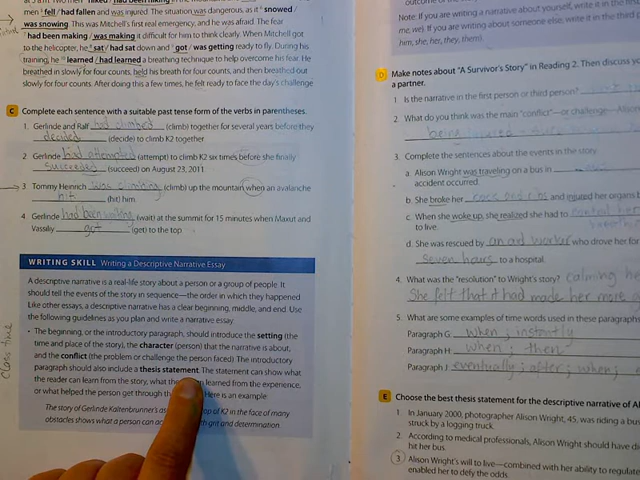 men fell / had fallen and was injured. The situation was dangerous, as it snowed /
was snowing. This was Mitchell's first real emergency, and he was afraid. The fear
had been making / was making it difficult for him to think clearly. When Mitchell got
to the helicopter, he sat / had sat down and got / was getting ready to fly. During his
training, he learned / had learned a breathing technique to help overcome his fear. He
breathed in slowly for four counts, held his breath for four counts, and then breathed out
slowly for four counts. After doing this a few times, he felt ready to face the day's challenge.
C Complete each sentence with a suitable past tense form of the verbs in parentheses.
1. Gerlinde and Ralf had climbed (climb) together for several years before they
decided (decide) to climb K2 together
2 Gerlinde had attempted (attempt) to climb K2 six times before she finally
succeeded (succeed) on August 23, 2011.
3 Tommy Heinrich was climbing (climb) up the mountain when an avalanche
hit (hit) him.
4 Gerlinde had been waiting (wait) at the summit for 15 minutes when Maxut and
Vassiliy got (get) to the top
WRITING SKILL Writing a Descriptive Narrative Essay
A descriptive narrative is a real-life story about a person or a group of people. It
should tell the events of the story in sequence—the order in which they happened
Like other essays, a descriptive narrative has a clear beginning, middle, and end. Use
the following guidelines as you plan and write a narrative essay
• The beginning, or the introductory paragraph, should introduce the setting (the
time and place of the story), the character (person) that the narrative is about,
and the conflict (the problem or challenge the person faced) The introductory
paragraph should also include a thesis statement. The statement can show what
the reader can learn from the story, what the learned from the experience,
or what helped the person get through Here is an example
The story of Gerlinde Kaltenbrunner's of K2 in the face of many
obstacles shows what a person can grit and determination.
class time
Note: If you are writing a narrative about yourself, write it in the first
me, we) If you are writing about someone else; write it in the third
him; she, her; they, them).
D Make notes about "A Survivor's Story" in Reading 2. Then discuss
a partner.
1 Is the narrative in the first person or third person?
2 What do you think was the main "conflict"—or challenge—
being
3. Complete the sentences about the events in the story.
a. Alison Wright was traveling on a bus in
accident occurred.
b. She broke her and injured her organs
c. When she woke up, she realized she had to control her
to live.
d. She was rescued by an aid worker who drove her for
seven hours to a hospital.
4. What was the "resolution" to Wright's story? calming
She felt that it had made her more
5. What are some examples of time words used in these paragraphs
Paragraph G: when; instantly
Paragraph H when; then
Paragraph I eventually; after; when;
E Choose the best thesis statement for the descriptive narrative of
1 In January 2000, photographer Alison Wright, 45, was riding a
struck by a logging truck.
2 According to medical professionals, Alison Wright should have
hit her bus.
3 Alison Wright's will to live—combined with her ability to regulate
enabled her to defy the odds.